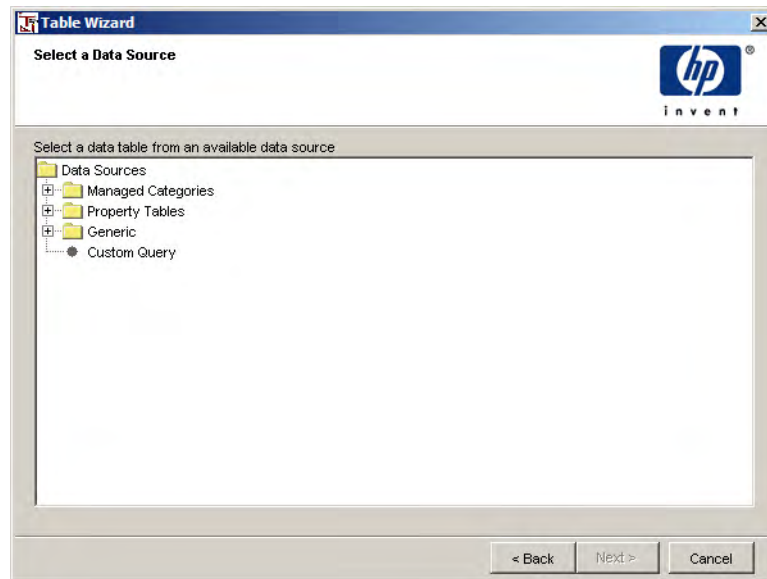 Table Wizard
Select a Data Source
hp
®
invent
Select a data table from an available data source
Data Sources
Managed Categories
Property Tables
Generic
Custom Query
< Back
Next >
Cancel